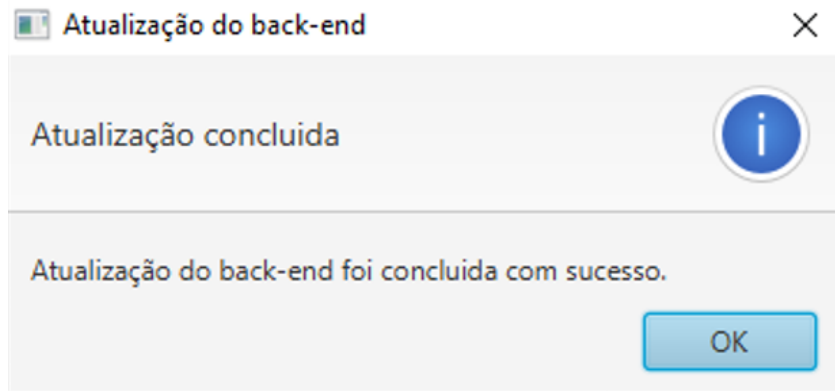 Atualização do back-end
Atualização concluida
Atualização do back-end foi concluida com sucesso.
OK